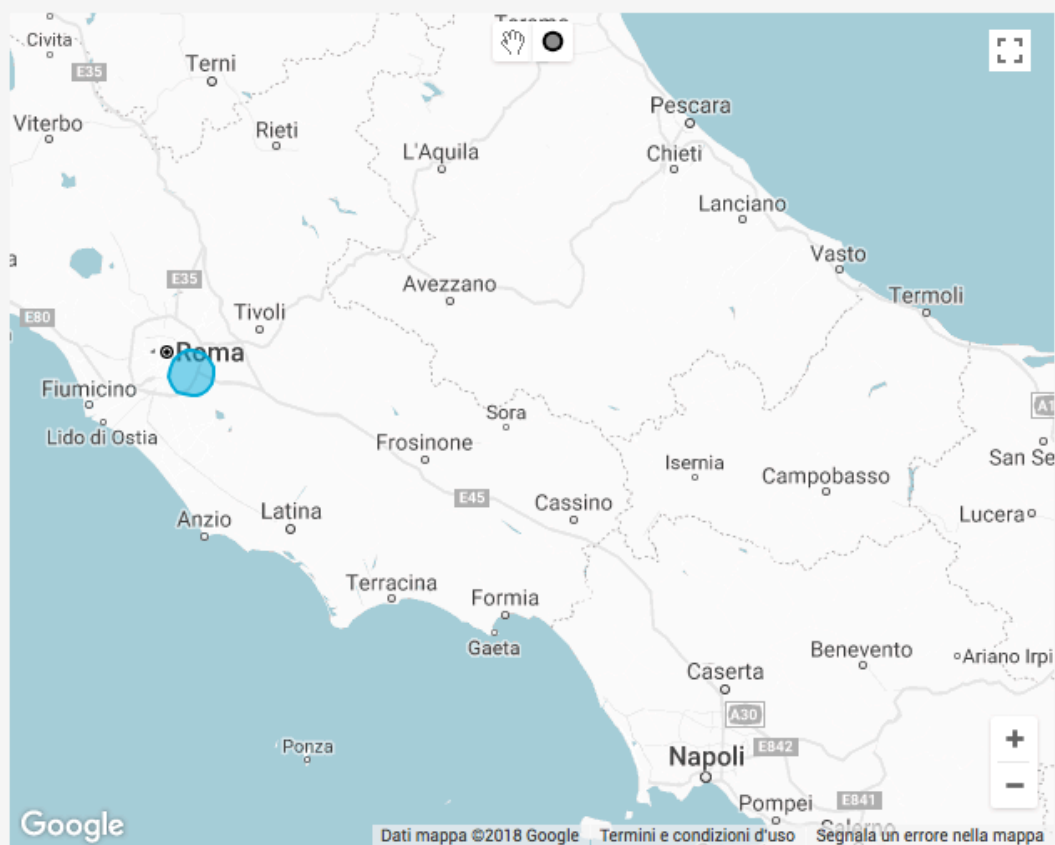 Teramo
Civita
E35
Terni
Pescara
Viterbo
Rieti
L'Aquila
Chieti
Lanciano
Vasto
E35
Avezzano
Termoli
E80
Tivoli
Roma
Fiumicino
Lido di Ostia
Sora
A1
Frosinone
Isernia
San Se
Campobasso
E45
Cassino
Anzio
Latina
Lucera
Terracina
Formia
Gaeta
Benevento
Ariano Irpi
Caserta
A30
Ponza
Napoli
E842
Pompei
E841
Salerno
Google
Dati mappa ©2018 Google Termini e condizioni d'uso Segnala un errore nella mappa